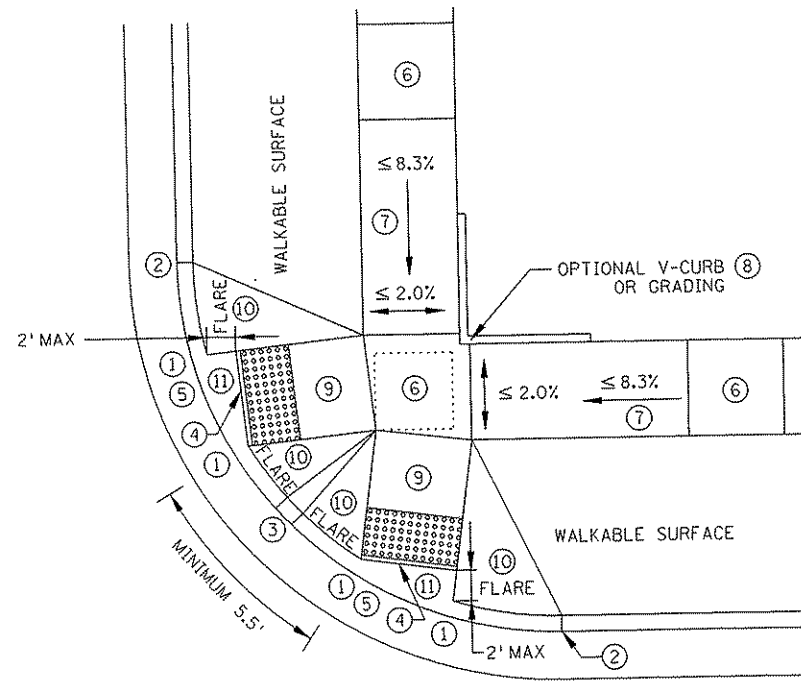 ⑥
WALKABLE SURFACE
≤ 8.3%
⑦
②
≤ 2.0%
OPTIONAL V-CURB ⑧
OR GRADING
FLARE
⑩
2' MAX
①
⑤
⑪
④
①
⑨
⑥
≤ 2.0%
≤ 8.3%
⑦
⑥
FLARE
⑩
③
FLARE
⑩
⑨
WALKABLE SURFACE
⑩
FLARE
MINIMUM 5.5'
①
⑤
⑪
④
①
2' MAX
②